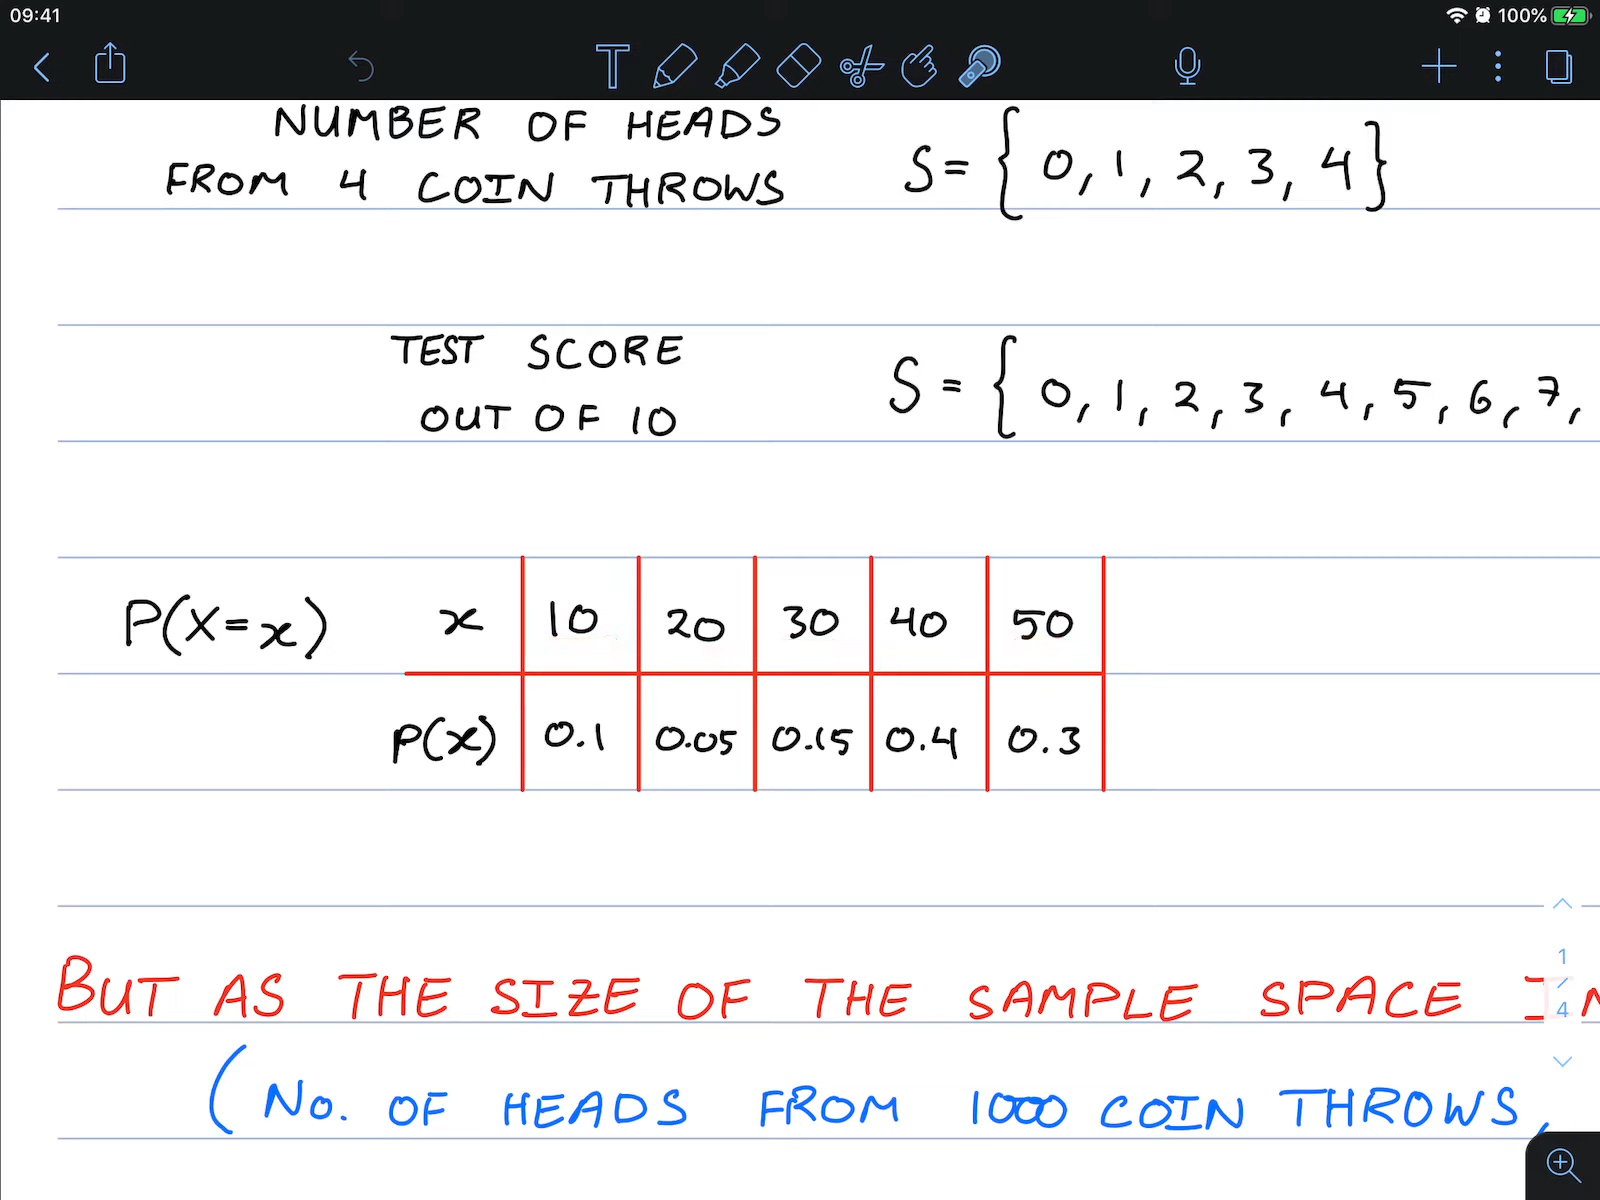 09:41 100%
NUMBER OF HEADS
FROM 4 COIN THROWS S = { 0, 1, 2, 3, 4 }
TEST SCORE
OUT OF 10 S = { 0, 1, 2, 3, 4, 5, 6, 7,
P(X=x) x 10 20 30 40 50
P(x) 0.1 0.05 0.15 0.4 0.3
BUT AS THE SIZE OF THE SAMPLE SPACE
(NO. OF HEADS FROM 1000 COIN THROWS,
1/4